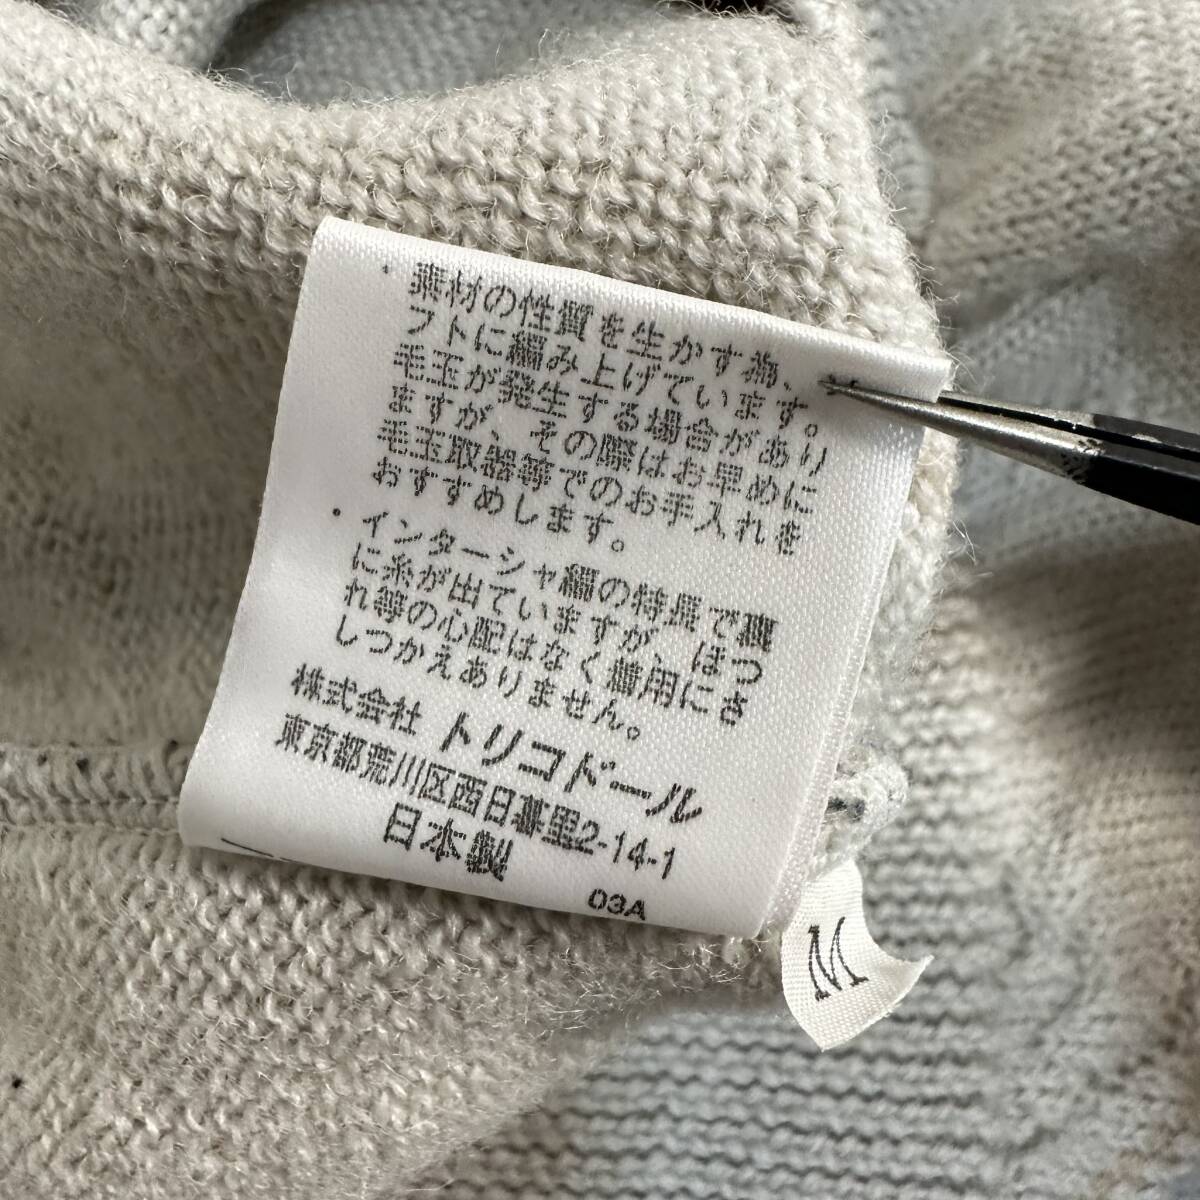 ・素材の性質を生かす為、ソ
フトに編み上げています。
毛玉が発生する場合があり
ますが、その際はお早めに
毛玉取器等でのお手入れを
おすすめします。
・インターシャ編の特長で裏
に糸が出ていますが、ほつ
れ等の心配はなく着用にさ
しつかえありません。
株式会社 トリコドール
東京都荒川区西日暮里2-14-1
日本製
03A
M